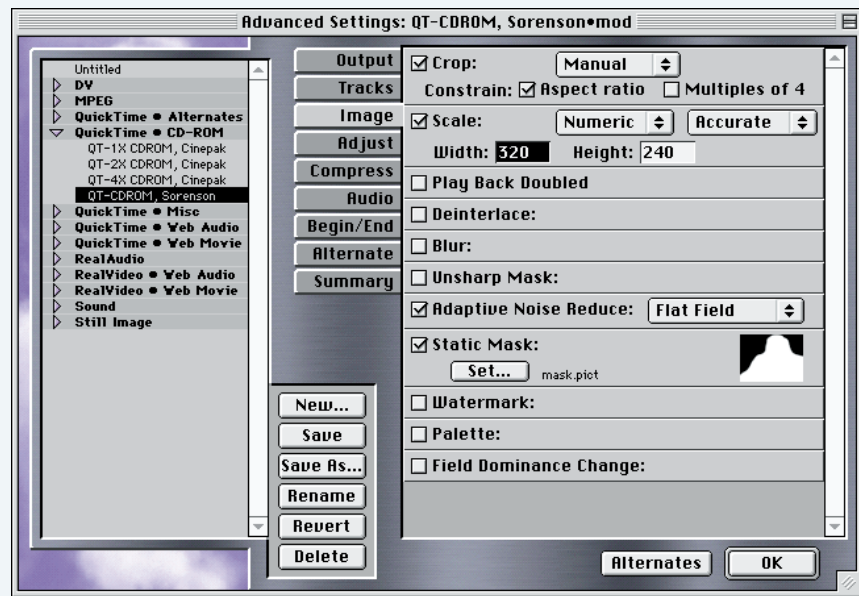 Advanced Settings: QT-CDROM, Sorenson•mod
Untitled
DV
MPEG
QuickTime • Alternates
QuickTime • CD-ROM
QT-1X CDROM, Cinepak
QT-2X CDROM, Cinepak
QT-4X CDROM, Cinepak
QT-CDROM, Sorenson
QuickTime • Misc
QuickTime • Web Audio
QuickTime • Web Movie
RealAudio
RealVideo • Web Audio
RealVideo • Web Movie
Sound
Still Image
New...
Save
Save As...
Rename
Revert
Delete
Output
Tracks
Image
Adjust
Compress
Audio
Begin/End
Alternate
Summary
Crop: Manual
Constrain: Aspect ratio Multiples of 4
Scale: Numeric Accurate
Width: 320 Height: 240
Play Back Doubled
Deinterlace:
Blur:
Unsharp Mask:
Adaptive Noise Reduce: Flat Field
Static Mask:
Set... mask.pict
Watermark:
Palette:
Field Dominance Change:
Alternates OK